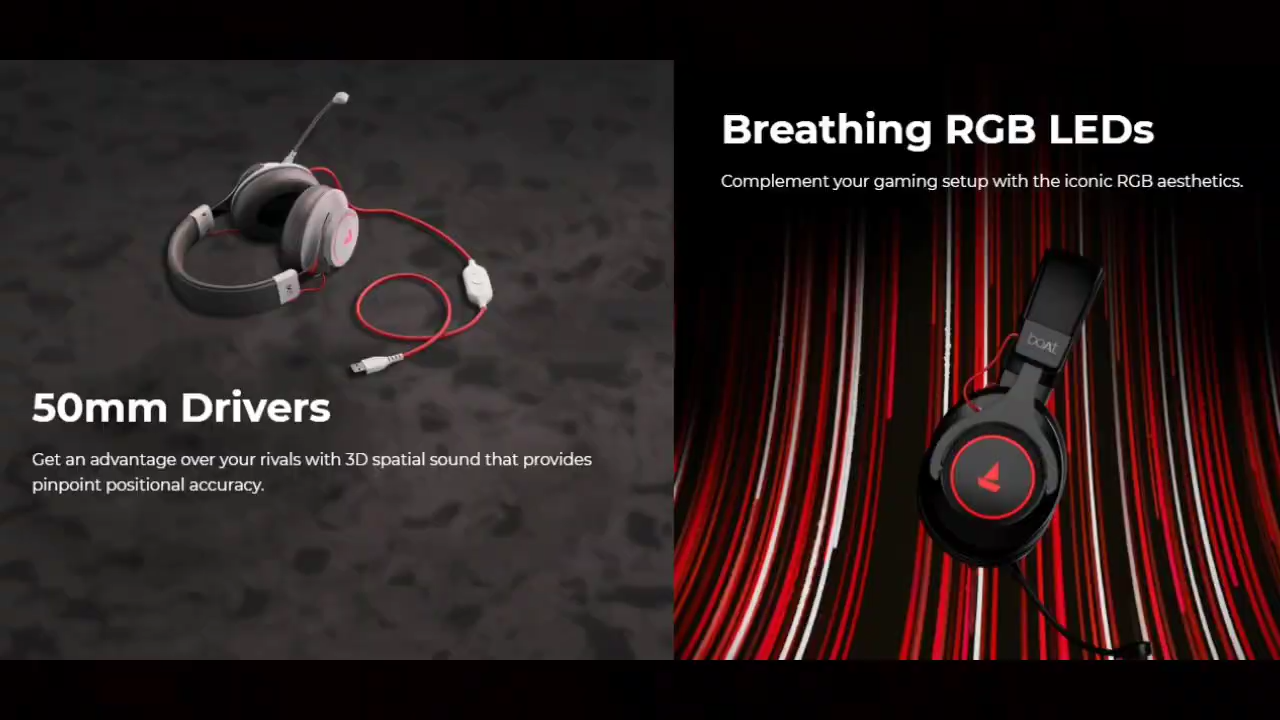 50mm Drivers
Get an advantage over your rivals with 3D spatial sound that provides
pinpoint positional accuracy.
Breathing RGB LEDs
Complement your gaming setup with the iconic RGB aesthetics.
boAt